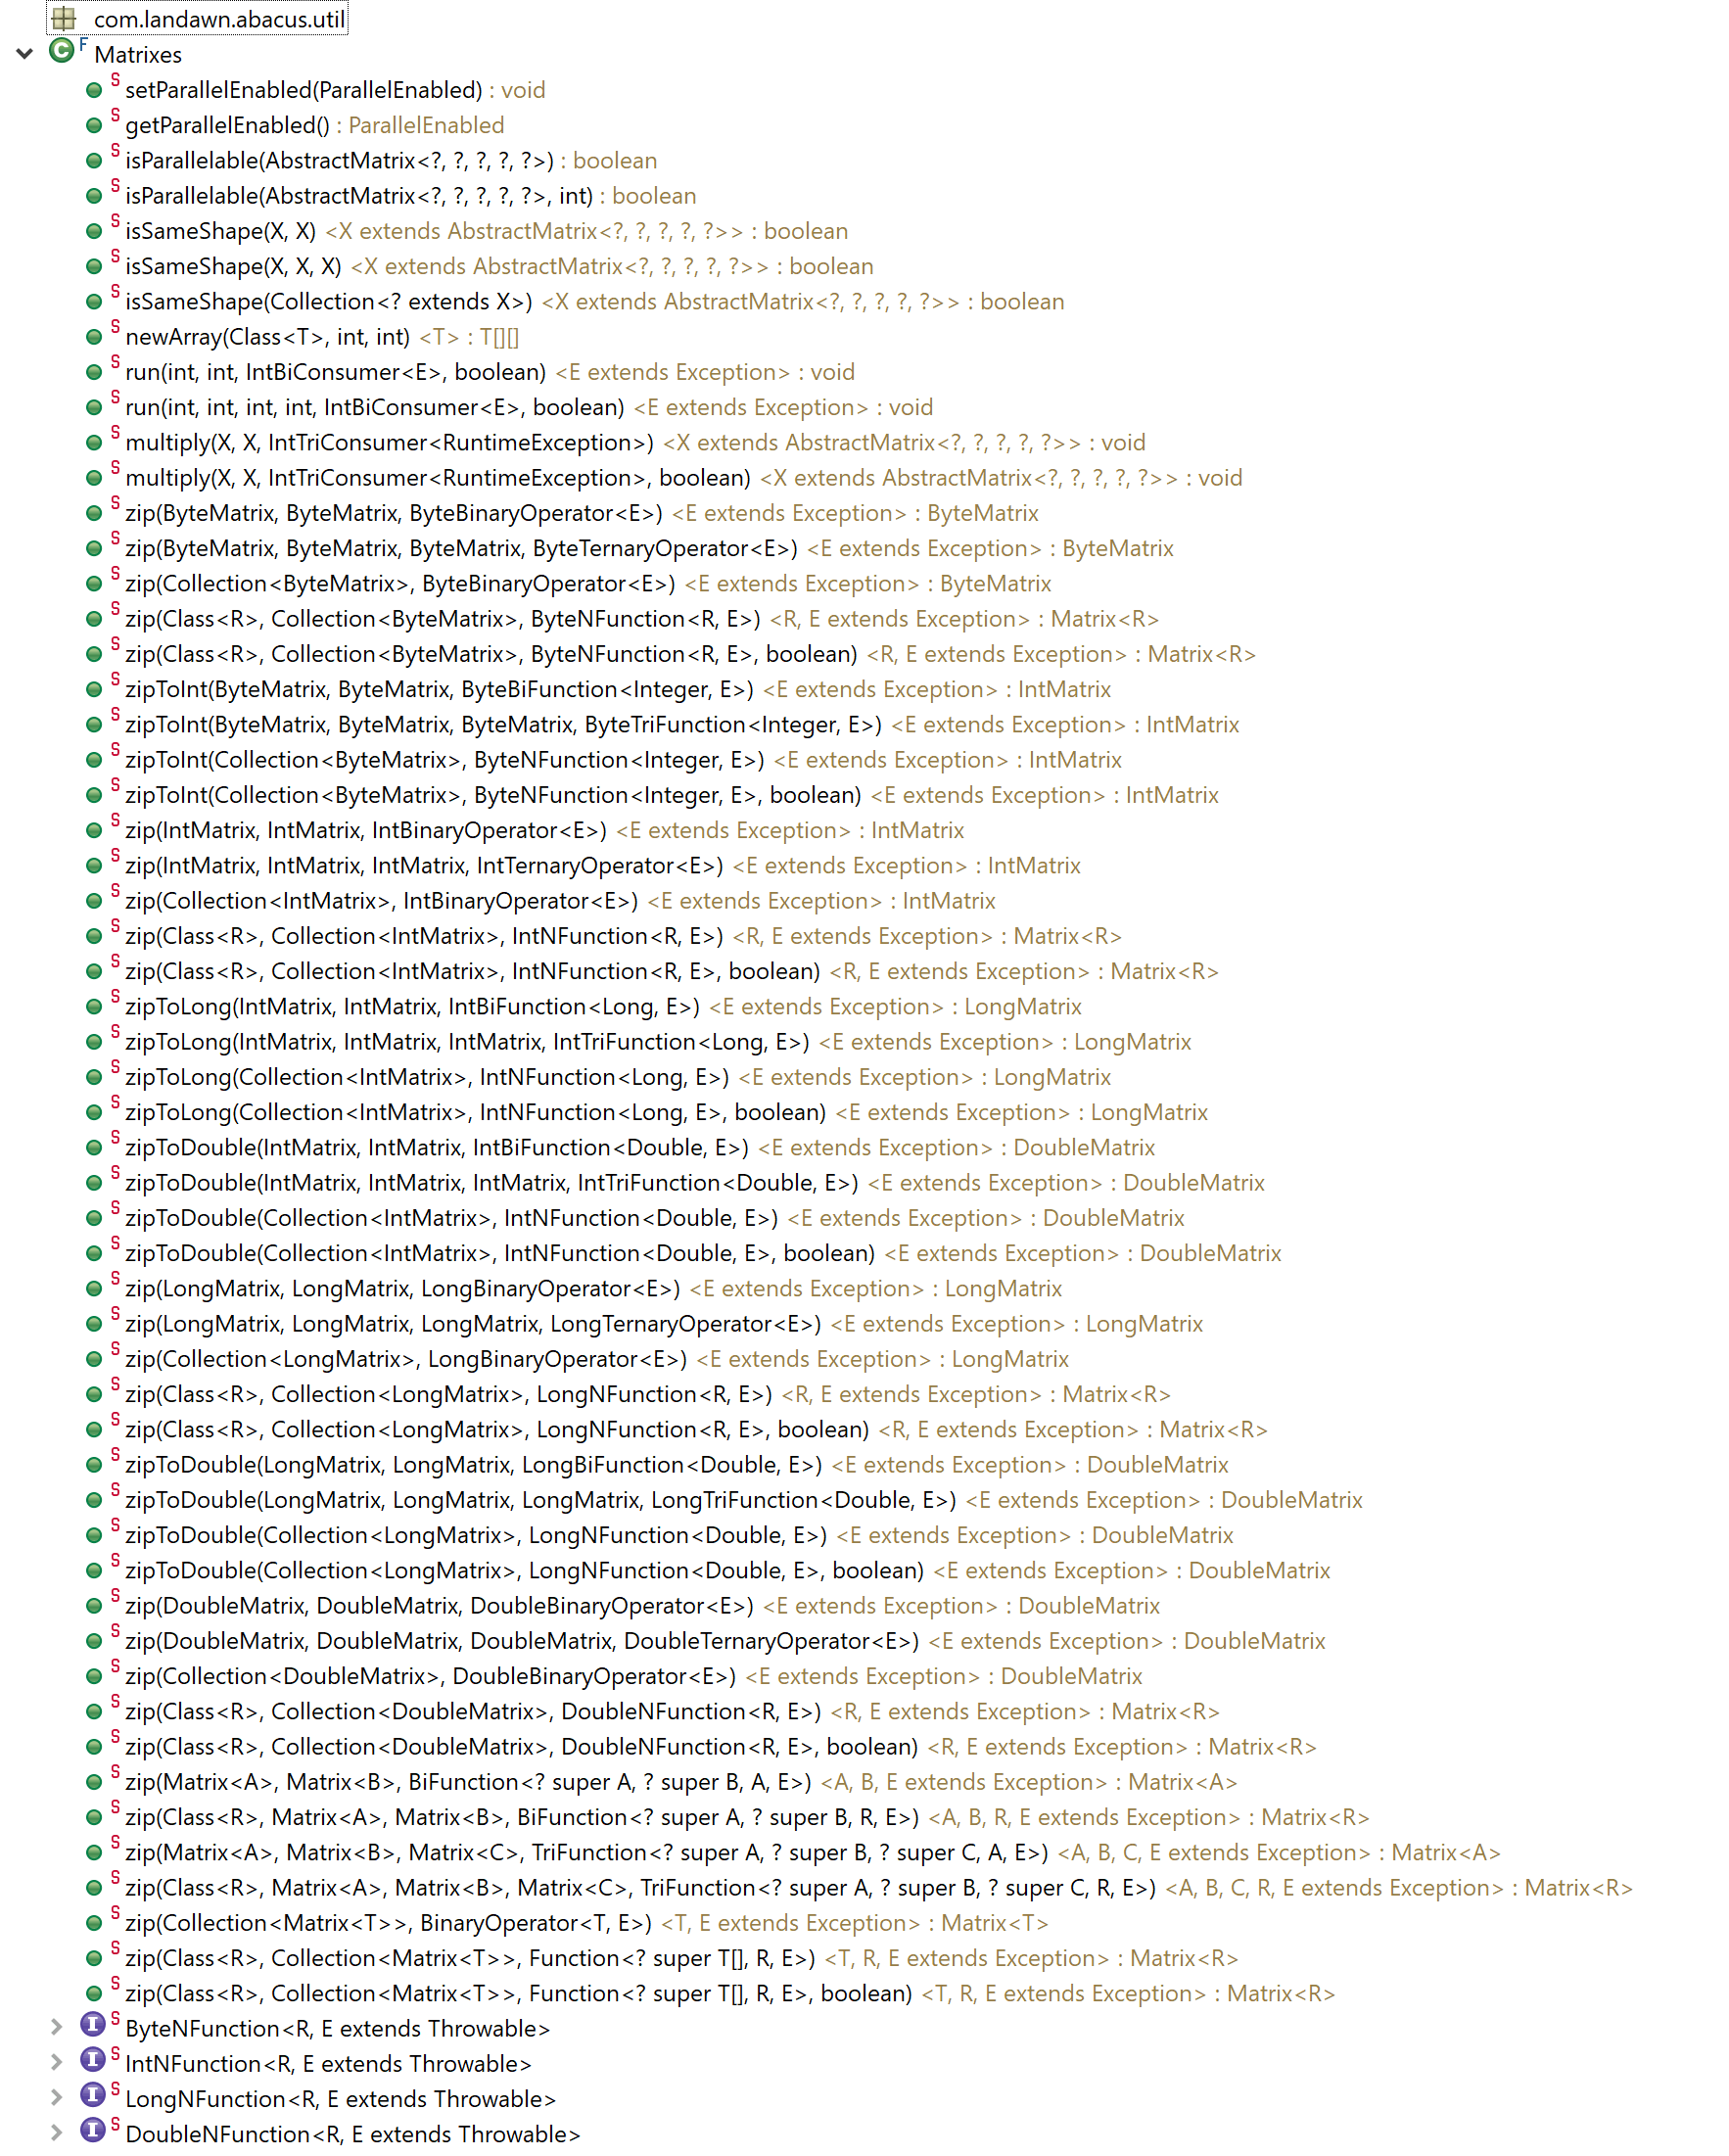 com.landawn.abacus.util
Matrixes
setParallelEnabled(ParallelEnabled) : void
getParallelEnabled() : ParallelEnabled
isParallelable(AbstractMatrix<?, ?, ?, ?, ?>) : boolean
isParallelable(AbstractMatrix<?, ?, ?, ?, ?>, int) : boolean
isSameShape(X, X) <X extends AbstractMatrix<?, ?, ?, ?, ?>> : boolean
isSameShape(X, X, X) <X extends AbstractMatrix<?, ?, ?, ?, ?>> : boolean
isSameShape(Collection<? extends X>) <X extends AbstractMatrix<?, ?, ?, ?, ?>> : boolean
newArray(Class<T>, int, int) <T> : T[][]
run(int, int, IntBiConsumer<E>, boolean) <E extends Exception> : void
run(int, int, int, int, IntBiConsumer<E>, boolean) <E extends Exception> : void
multiply(X, X, IntTriConsumer<RuntimeException>) <X extends AbstractMatrix<?, ?, ?, ?, ?>> : void
multiply(X, X, IntTriConsumer<RuntimeException>, boolean) <X extends AbstractMatrix<?, ?, ?, ?, ?>> : void
zip(ByteMatrix, ByteMatrix, ByteBinaryOperator<E>) <E extends Exception> : ByteMatrix
zip(ByteMatrix, ByteMatrix, ByteMatrix, ByteTernaryOperator<E>) <E extends Exception> : ByteMatrix
zip(Collection<ByteMatrix>, ByteBinaryOperator<E>) <E extends Exception> : ByteMatrix
zip(Class<R>, Collection<ByteMatrix>, ByteNFunction<R, E>) <R, E extends Exception> : Matrix<R>
zip(Class<R>, Collection<ByteMatrix>, ByteNFunction<R, E>, boolean) <R, E extends Exception> : Matrix<R>
zipToInt(ByteMatrix, ByteMatrix, ByteBiFunction<Integer, E>) <E extends Exception> : IntMatrix
zipToInt(ByteMatrix, ByteMatrix, ByteMatrix, ByteTriFunction<Integer, E>) <E extends Exception> : IntMatrix
zipToInt(Collection<ByteMatrix>, ByteNFunction<Integer, E>) <E extends Exception> : IntMatrix
zipToInt(Collection<ByteMatrix>, ByteNFunction<Integer, E>, boolean) <E extends Exception> : IntMatrix
zip(IntMatrix, IntMatrix, IntBinaryOperator<E>) <E extends Exception> : IntMatrix
zip(IntMatrix, IntMatrix, IntMatrix, IntTernaryOperator<E>) <E extends Exception> : IntMatrix
zip(Collection<IntMatrix>, IntBinaryOperator<E>) <E extends Exception> : IntMatrix
zip(Class<R>, Collection<IntMatrix>, IntNFunction<R, E>) <R, E extends Exception> : Matrix<R>
zip(Class<R>, Collection<IntMatrix>, IntNFunction<R, E>, boolean) <R, E extends Exception> : Matrix<R>
zipToLong(IntMatrix, IntMatrix, IntBiFunction<Long, E>) <E extends Exception> : LongMatrix
zipToLong(IntMatrix, IntMatrix, IntMatrix, IntTriFunction<Long, E>) <E extends Exception> : LongMatrix
zipToLong(Collection<IntMatrix>, IntNFunction<Long, E>) <E extends Exception> : LongMatrix
zipToLong(Collection<IntMatrix>, IntNFunction<Long, E>, boolean) <E extends Exception> : LongMatrix
zipToDouble(IntMatrix, IntMatrix, IntBiFunction<Double, E>) <E extends Exception> : DoubleMatrix
zipToDouble(IntMatrix, IntMatrix, IntMatrix, IntTriFunction<Double, E>) <E extends Exception> : DoubleMatrix
zipToDouble(Collection<IntMatrix>, IntNFunction<Double, E>) <E extends Exception> : DoubleMatrix
zipToDouble(Collection<IntMatrix>, IntNFunction<Double, E>, boolean) <E extends Exception> : DoubleMatrix
zip(LongMatrix, LongMatrix, LongBinaryOperator<E>) <E extends Exception> : LongMatrix
zip(LongMatrix, LongMatrix, LongMatrix, LongTernaryOperator<E>) <E extends Exception> : LongMatrix
zip(Collection<LongMatrix>, LongBinaryOperator<E>) <E extends Exception> : LongMatrix
zip(Class<R>, Collection<LongMatrix>, LongNFunction<R, E>) <R, E extends Exception> : Matrix<R>
zip(Class<R>, Collection<LongMatrix>, LongNFunction<R, E>, boolean) <R, E extends Exception> : Matrix<R>
zipToDouble(LongMatrix, LongMatrix, LongBiFunction<Double, E>) <E extends Exception> : DoubleMatrix
zipToDouble(LongMatrix, LongMatrix, LongMatrix, LongTriFunction<Double, E>) <E extends Exception> : DoubleMatrix
zipToDouble(Collection<LongMatrix>, LongNFunction<Double, E>) <E extends Exception> : DoubleMatrix
zipToDouble(Collection<LongMatrix>, LongNFunction<Double, E>, boolean) <E extends Exception> : DoubleMatrix
zip(DoubleMatrix, DoubleMatrix, DoubleBinaryOperator<E>) <E extends Exception> : DoubleMatrix
zip(DoubleMatrix, DoubleMatrix, DoubleMatrix, DoubleTernaryOperator<E>) <E extends Exception> : DoubleMatrix
zip(Collection<DoubleMatrix>, DoubleBinaryOperator<E>) <E extends Exception> : DoubleMatrix
zip(Class<R>, Collection<DoubleMatrix>, DoubleNFunction<R, E>) <R, E extends Exception> : Matrix<R>
zip(Class<R>, Collection<DoubleMatrix>, DoubleNFunction<R, E>, boolean) <R, E extends Exception> : Matrix<R>
zip(Matrix<A>, Matrix<B>, BiFunction<? super A, ? super B, A, E>) <A, B, E extends Exception> : Matrix<A>
zip(Class<R>, Matrix<A>, Matrix<B>, BiFunction<? super A, ? super B, R, E>) <A, B, R, E extends Exception> : Matrix<R>
zip(Matrix<A>, Matrix<B>, Matrix<C>, TriFunction<? super A, ? super B, ? super C, A, E>) <A, B, C, E extends Exception> : Matrix<A>
zip(Class<R>, Matrix<A>, Matrix<B>, Matrix<C>, TriFunction<? super A, ? super B, ? super C, R, E>) <A, B, C, R, E extends Exception> : Matrix<R>
zip(Collection<Matrix<T>>, BinaryOperator<T, E>) <T, E extends Exception> : Matrix<T>
zip(Class<R>, Collection<Matrix<T>>, Function<? super T[], R, E>) <T, R, E extends Exception> : Matrix<R>
zip(Class<R>, Collection<Matrix<T>>, Function<? super T[], R, E>, boolean) <T, R, E extends Exception> : Matrix<R>
ByteNFunction<R, E extends Throwable>
IntNFunction<R, E extends Throwable>
LongNFunction<R, E extends Throwable>
DoubleNFunction<R, E extends Throwable>